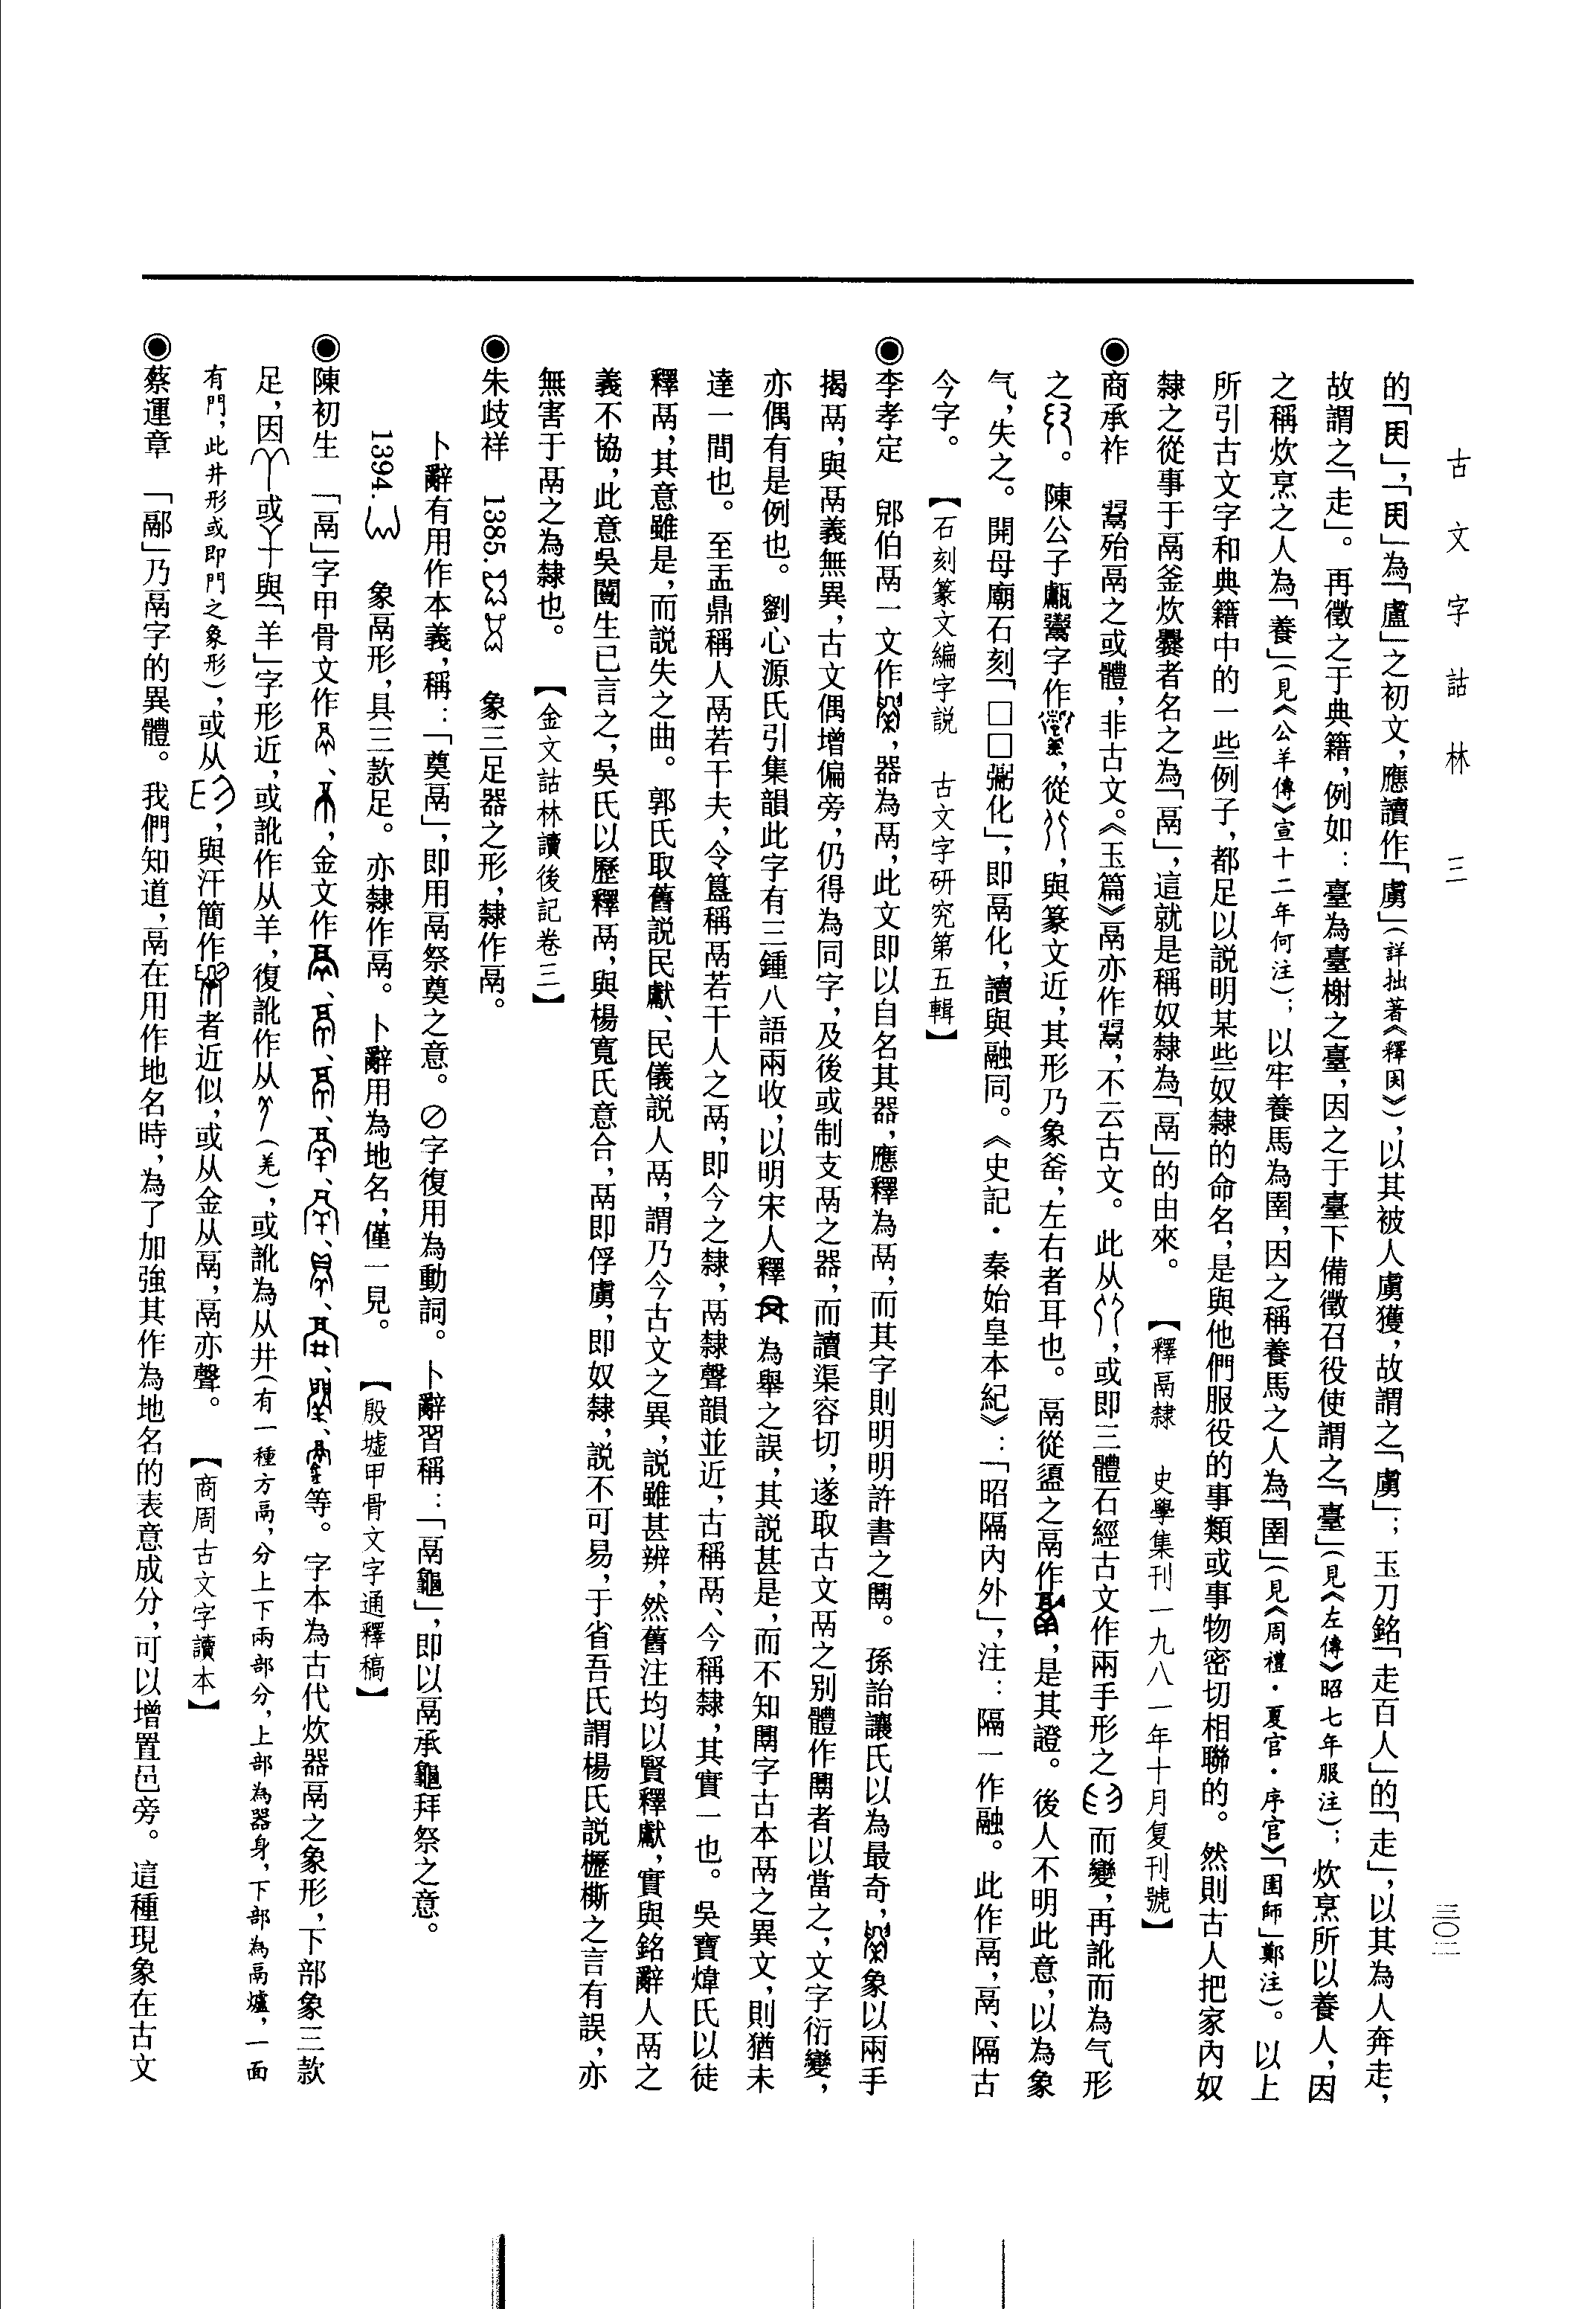 古文字詁林 三
三〇二
的「」,「」為「盧」之初文,應讀作「虜」(詳拙著《釋》),以其被人虜獲,故謂之「虜」;玉刀銘「走百人」的「走」,以其為人奔走,
故謂之「走」。再徵之于典籍,例如:臺為臺榭之臺,因之于臺下備徵召役使謂之「臺」(見《左傳》昭七年服注);炊烹所以養人,因
之稱炊烹之人為「養」(見《公羊傳》宣十二年何注);以牢養馬為圉,因之稱養馬之人為「圉」(見《周禮·夏官·序官》「圉師」鄭注)。以上
所引古文字和典籍中的一些例子,都足以說明某些奴隸的命名,是與他們服役的事類或事物密切相聯的。然則古人把家內奴
隸之從事于鬲釜炊爨者名之為「鬲」,這就是稱奴隸為「鬲」的由來。 【釋鬲隸 史學集刊一九八一年十月复刊號】
◉商承祚 殆鬲之或體,非古文。《玉篇》鬲亦作,不云古文。此从,或即三體石經古文作兩手形之而變,再訛而為气形
之。陳公子甗字作,從,與篆文近,其形乃象釜,左右者耳也。鬲從盨之鬲作,是其證。後人不明此意,以為象
气,失之。開母廟石刻「□□化」,即鬲化,讀與融同。《史記·秦始皇本紀》:「昭隔內外」,注:隔一作融。此作鬲,鬲、隔古
今字。 【石刻篆文編字說 古文字研究第五輯】
◉李孝定 伯鬲一文作,器為鬲,此文即以自名其器,應釋為鬲,而其字則明明許書之。孫詒讓氏以為最奇,象以兩手
揭鬲,與鬲義無異,古文偶增偏旁,仍得為同字,及後或制支鬲之器,而讀渠容切,遂取古文鬲之別體作者以當之,文字衍變,
亦偶有是例也。劉心源氏引集韻此字有三鍾八語兩收,以明宋人釋為舉之誤,其說甚是,而不知字古本鬲之異文,則猶未
達一間也。至盂鼎稱人鬲若干夫,令簋稱鬲若干人之鬲,即今之隸,鬲隸聲韻並近,古稱鬲、今稱隸,其實一也。吳寶煒氏以徒
釋鬲,其意雖是,而說失之曲。郭氏取舊說民獻、民儀說人鬲,謂乃今古文之異,說雖甚辨,然舊注均以賢釋獻,實與銘辭人鬲之
義不協,此意吳闓生已言之,吳氏以歷釋鬲,與楊寬氏意合,鬲即俘虜,即奴隸,說不可易,于省吾氏謂楊氏說櫪㯕之言有誤,亦
無害于鬲之為隸也。 【金文詁林讀後記卷三】
◉朱歧祥 1385. 象三足器之形,隸作鬲。
卜辭有用作本義,稱:「奠鬲」,即用鬲祭奠之意。字復用為動詞。卜辭習稱:「鬲龜」,即以鬲承龜拜祭之意。
1394. 象鬲形,具三款足。亦隸作鬲。卜辭用為地名,僅一見。 【殷墟甲骨文字通釋稿】
◉陳初生 「鬲」字甲骨文作、,金文作、、、、、、、、等。字本為古代炊器鬲之象形,下部象三款
足,因或與「羊」字形近,或訛作从羊,復訛作从(羌),或訛為从井(有一種方鬲,分上下兩部分,上部為器身,下部為鬲爐,一面
有門,此井形或即門之象形),或从,與汗簡作者近似,或从金从鬲,鬲亦聲。 【商周古文字讀本】
◉蔡運章 「鄏」乃鬲字的異體。我們知道,鬲在用作地名時,為了加強其作為地名的表意成分,可以增置邑旁。這種現象在古文